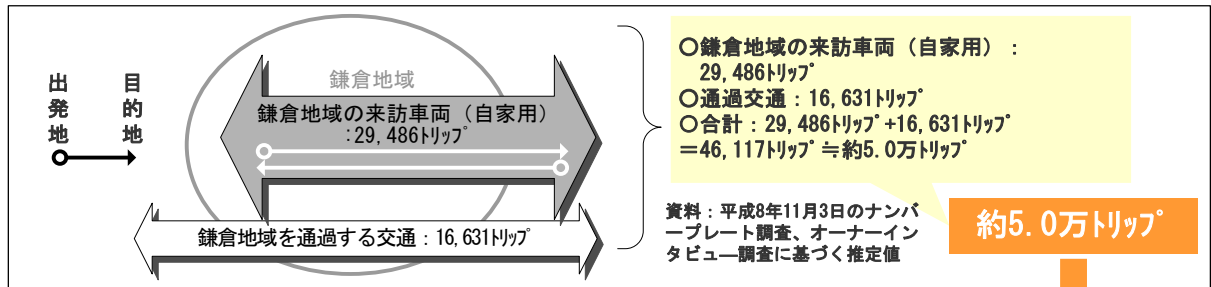 出発地
目的地
鎌倉地域
鎌倉地域の来訪車両（自家用）
:29,486ﾄﾘｯﾌﾟ
鎌倉地域を通過する交通：16,631ﾄﾘｯﾌﾟ
○鎌倉地域の来訪車両（自家用）：
29,486ﾄﾘｯﾌﾟ
○通過交通：16,631ﾄﾘｯﾌﾟ
○合計：29,486ﾄﾘｯﾌﾟ+16,631ﾄﾘｯﾌﾟ
＝46,117ﾄﾘｯﾌﾟ≒約5.0万ﾄﾘｯﾌﾟ
資料：平成8年11月3日のナンバ
ープレート調査、オーナーイン
タビュ―調査に基づく推定値
約5.0万ﾄﾘｯﾌﾟ